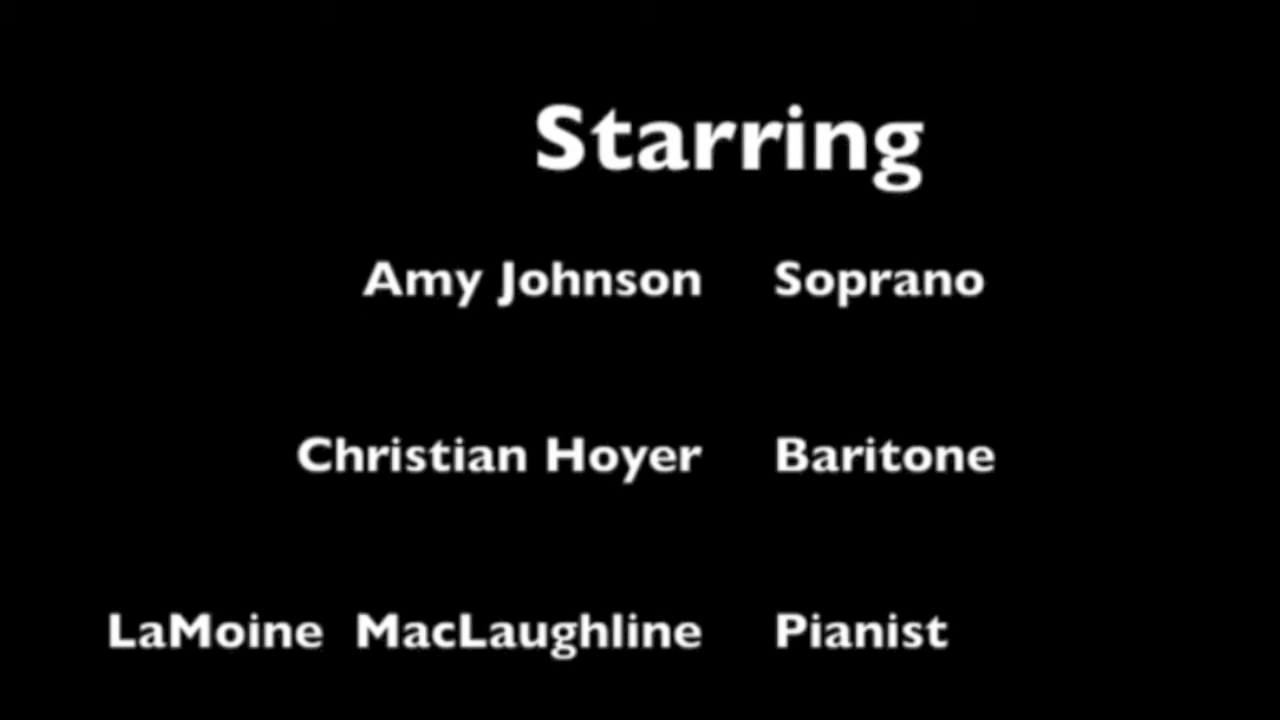 Starring
Amy Johnson Soprano
Christian Hoyer Baritone
LaMoine MacLaughline Pianist